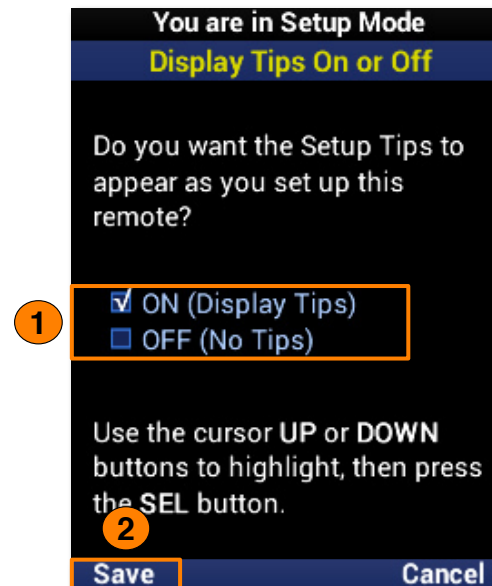 You are in Setup Mode
Display Tips On or Off
Do you want the Setup Tips to
appear as you set up this
remote?
1
ON (Display Tips)
OFF (No Tips)
Use the cursor UP or DOWN
buttons to highlight, then press
the SEL button.
2
Save Cancel